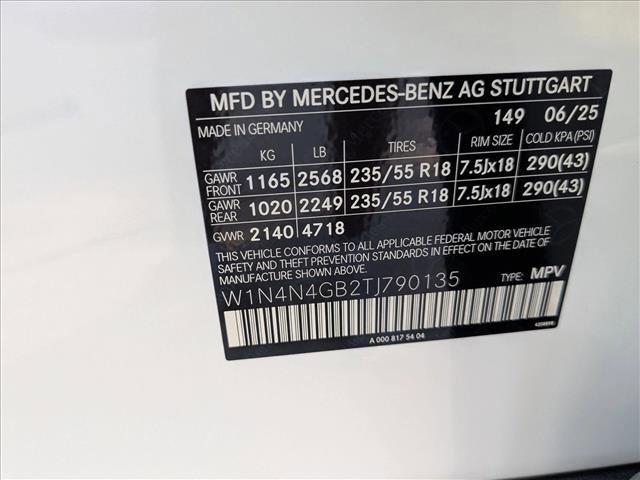 MFD BY MERCEDES-BENZ AG STUTTGART
149 06/25
MADE IN GERMANY
KG LB TIRES RIM SIZE COLD KPA(PSI)
GAWR FRONT 1165 2568 235/55 R18 7.5Jx18 290(43)
GAWR REAR 1020 2249 235/55 R18 7.5Jx18 290(43)
GVWR 2140 4718
THIS VEHICLE CONFORMS TO ALL APPLICABLE FEDERAL MOTOR VEHICLE
SAFETY AND THEFT PREVENTION STANDARDS IN EFFECT ON THE DATE OF
MANUFACTURE SHOWN ABOVE.
W1N4N4GB2TJ790135 TYPE: MPV
A 000 817 54 04